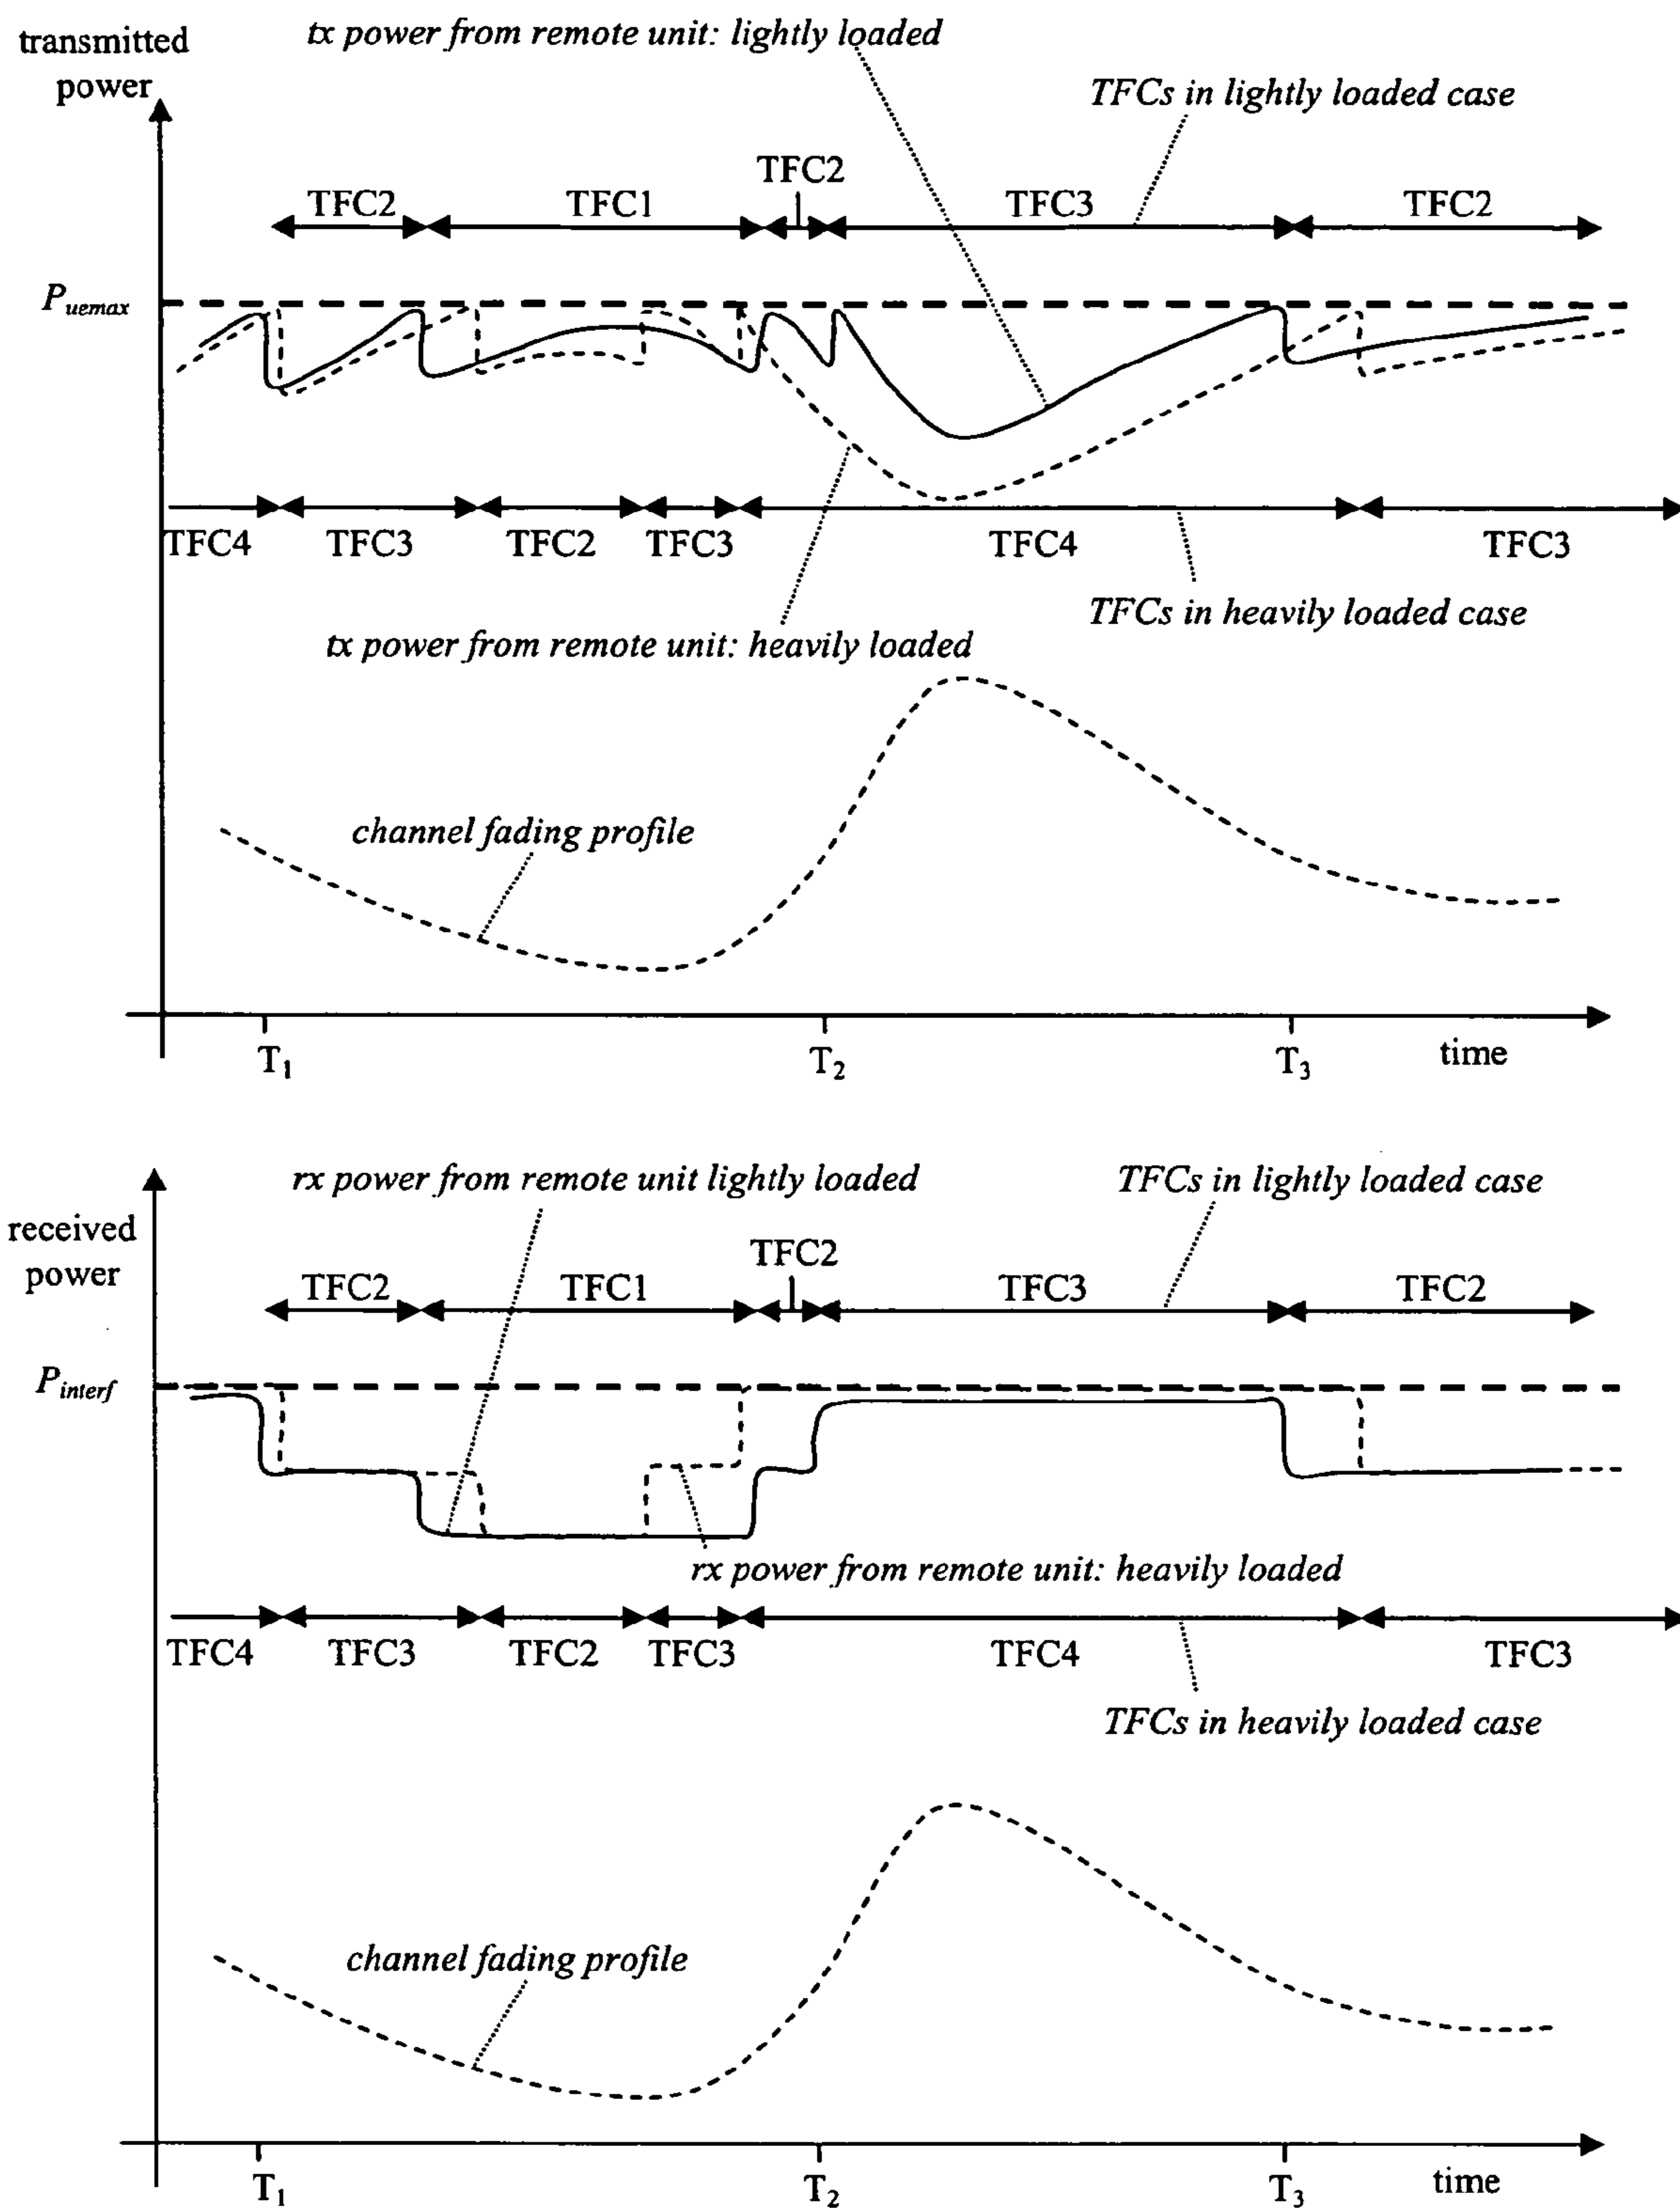 transmitted
power
tx power from remote unit: lightly loaded
TFCs in lightly loaded case
TFC2
TFC2 TFC1 TFC3 TFC2
Puemax
TFC4 TFC3 TFC2 TFC3 TFC4 TFC3
TFCs in heavily loaded case
tx power from remote unit: heavily loaded
channel fading profile
T1 T2 T3 time
rx power from remote unit lightly loaded
TFCs in lightly loaded case
received
power
TFC2
TFC2 TFC1 TFC3 TFC2
Pinterf
rx power from remote unit: heavily loaded
TFC4 TFC3 TFC2 TFC3 TFC4 TFC3
TFCs in heavily loaded case
channel fading profile
T1 T2 T3 time